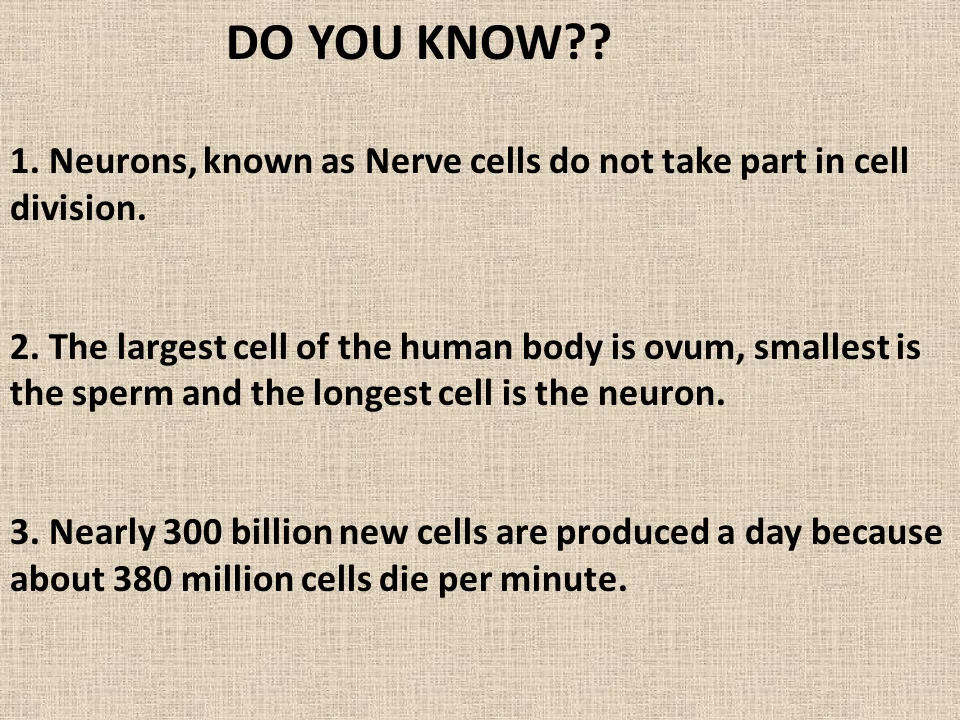 DO YOU KNOW??
1. Neurons, known as Nerve cells do not take part in cell
division.
2. The largest cell of the human body is ovum, smallest is
the sperm and the longest cell is the neuron.
3. Nearly 300 billion new cells are produced a day because
about 380 million cells die per minute.